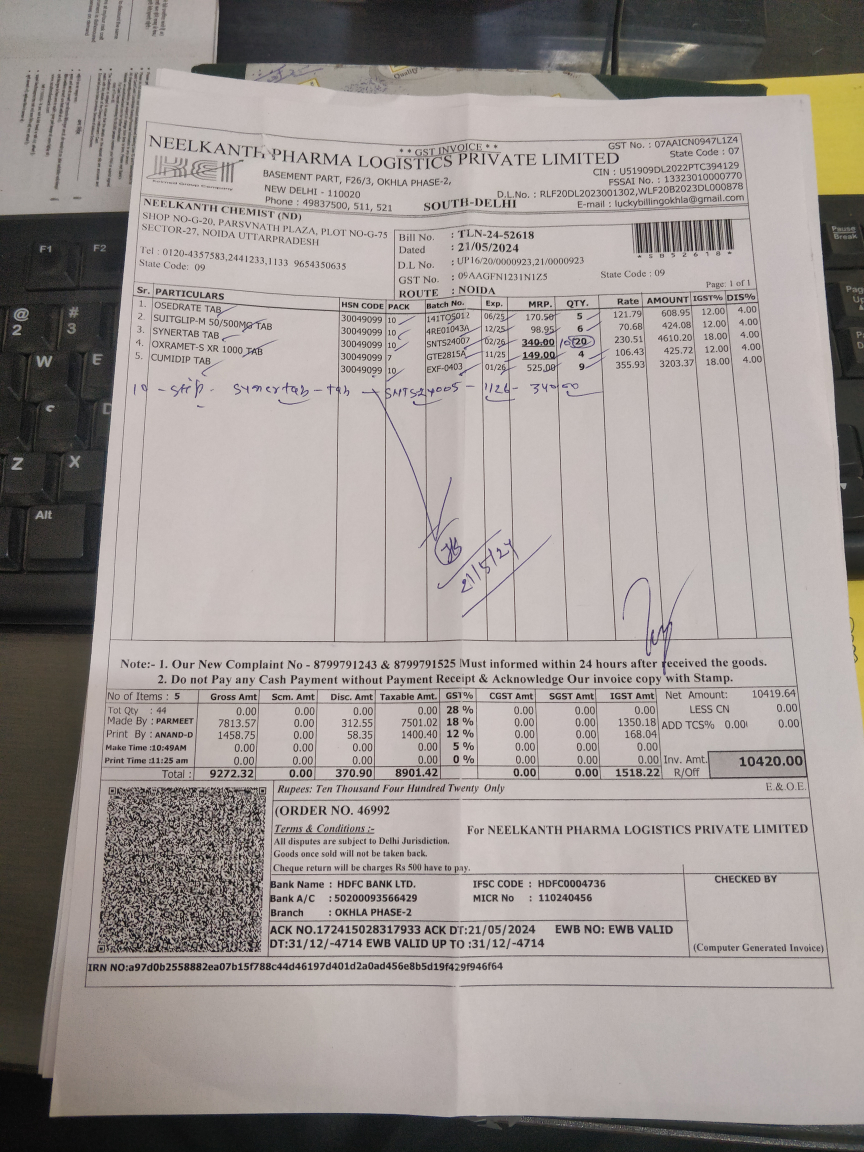 ** GST INVOICE **
NEELKANTH PHARMA LOGISTICS PRIVATE LIMITED
GST No. : 07AAICN0947L1Z4
State Code : 07
CIN : U51909DL2022PTC394129
FSSAI No. : 13323010000770
D.L.No. : RLF20DL2023001302,WLF20B2023DL000878
E-mail : luckybillingokhla@gmail.com
BASEMENT PART, F26/3, OKHLA PHASE-2,
NEW DELHI - 110020
Phone : 49837500, 511, 521
SOUTH-DELHI
NEELKANTH CHEMIST (ND)
SHOP NO-G-20, PARSVNATH PLAZA, PLOT NO-G-75
SECTOR-27, NOIDA UTTARPRADESH
Tel : 0120-4357583,2441233,1133 9654350635
State Code: 09
Bill No. : TLN-24-52618
Dated : 21/05/2024
D.L No. : UP16/20/0000923,21/0000923
GST No. : 09AAGFN1231N1Z5 State Code : 09
ROUTE : NOIDA
*S852618*
Page: 1 of 1
Sr. PARTICULARS HSN CODE PACK Batch No. Exp. MRP. QTY. Rate AMOUNT IGST% DIS%
1. OSEDRATE TAB 30049099 10 141TOS012 06/25 170.50 5 121.79 608.95 12.00 4.00
2. SUITGLIP-M 50/500MG TAB 30049099 10 4RE01043A 12/25 98.95 6 70.68 424.08 12.00 4.00
3. SYNERTAB TAB 30049099 10 SNTS24007 02/26 340.00 20 230.51 4610.20 18.00 4.00
4. OXRAMET-S XR 1000 TAB 30049099 7 GTE2815A 11/25 149.00 4 106.43 425.72 12.00 4.00
5. CUMIDIP TAB 30049099 10 EXF-0403 01/26 525.00 9 355.93 3203.37 18.00 4.00
10 - strip. synertab - tab → SNTS24005 - 1126 - 340.00
21/5/24
Note:- 1. Our New Complaint No - 8799791243 & 8799791525 Must informed within 24 hours after received the goods.
2. Do not Pay any Cash Payment without Payment Receipt & Acknowledge Our invoice copy with Stamp.
No of Items : 5 Gross Amt Scm. Amt Disc. Amt Taxable Amt. GST% CGST Amt SGST Amt IGST Amt Net Amount: 10419.64
Tot Qty : 44 0.00 0.00 0.00 0.00 28 % 0.00 0.00 0.00 LESS CN 0.00
Made By : PARMEET 7813.57 0.00 312.55 7501.02 18 % 0.00 0.00 1350.18 ADD TCS% 0.00 0.00
Print By : ANAND-D 1458.75 0.00 58.35 1400.40 12 % 0.00 0.00 168.04
Make Time :10:49AM 0.00 0.00 0.00 0.00 5 % 0.00 0.00 0.00
Print Time :11:25 am 0.00 0.00 0.00 0.00 0 % 0.00 0.00 0.00 Inv. Amt. 10420.00
Total : 9272.32 0.00 370.90 8901.42 0.00 0.00 1518.22 R/Off
Rupees: Ten Thousand Four Hundred Twenty Only
E.& O.E.
(ORDER NO. 46992
Terms & Conditions :-
All disputes are subject to Delhi Jurisdiction.
Goods once sold will not be taken back.
Cheque return will be charges Rs 500 have to pay.
For NEELKANTH PHARMA LOGISTICS PRIVATE LIMITED
Bank Name : HDFC BANK LTD. IFSC CODE : HDFC0004736
Bank A/C : 50200093566429 MICR No : 110240456
Branch : OKHLA PHASE-2
CHECKED BY
ACK NO.172415028317933 ACK DT:21/05/2024 EWB NO: EWB VALID
DT:31/12/-4714 EWB VALID UP TO :31/12/-4714
(Computer Generated Invoice)
IRN NO:a97d0b2558882ea07b15f788c44d46197d401d2a0ad456e8b5d19f429f946f64
F1
F2
@
2
#
3
W
E
D
Z
X
Alt
Pause
Break